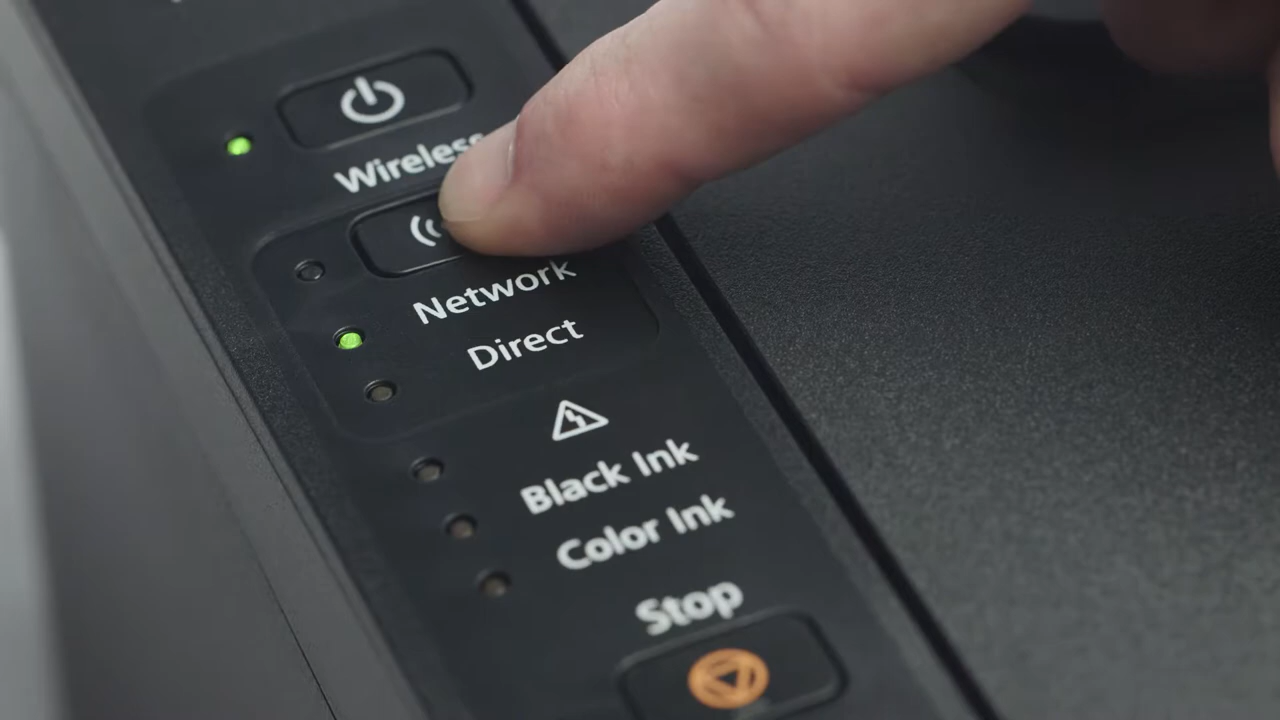 Wireless
Network
Direct
Black Ink
Color Ink
Stop